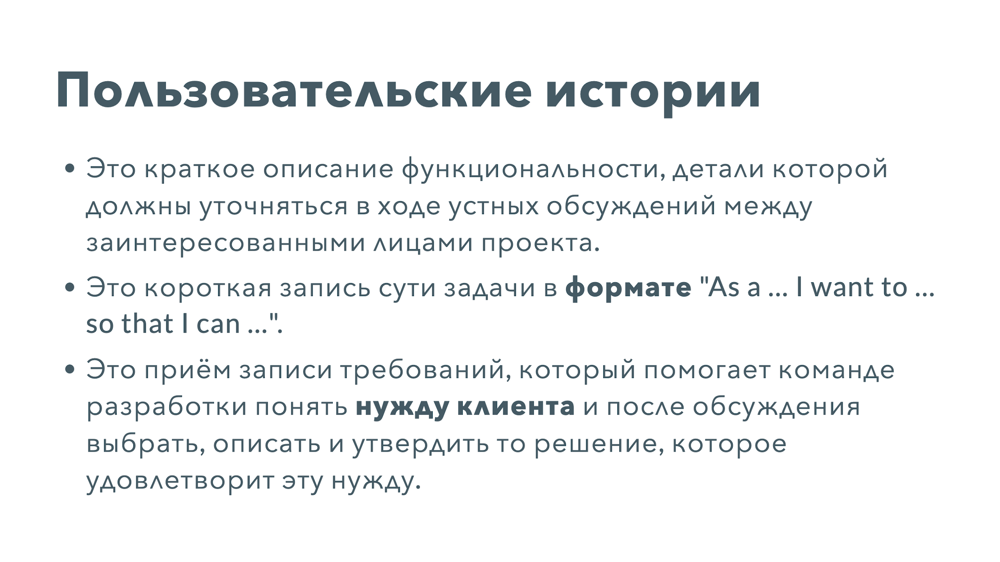 Пользовательские истории
• Это краткое описание функциональности, детали которой
должны уточняться в ходе устных обсуждений между
заинтересованными лицами проекта.
• Это короткая запись сути задачи в формате "As a ... I want to ...
so that I can ...".
• Это приём записи требований, который помогает команде
разработки понять нужду клиента и после обсуждения
выбрать, описать и утвердить то решение, которое
удовлетворит эту нужду.